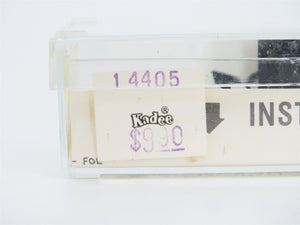 14405
Kadee®
$990
INST
- FOL